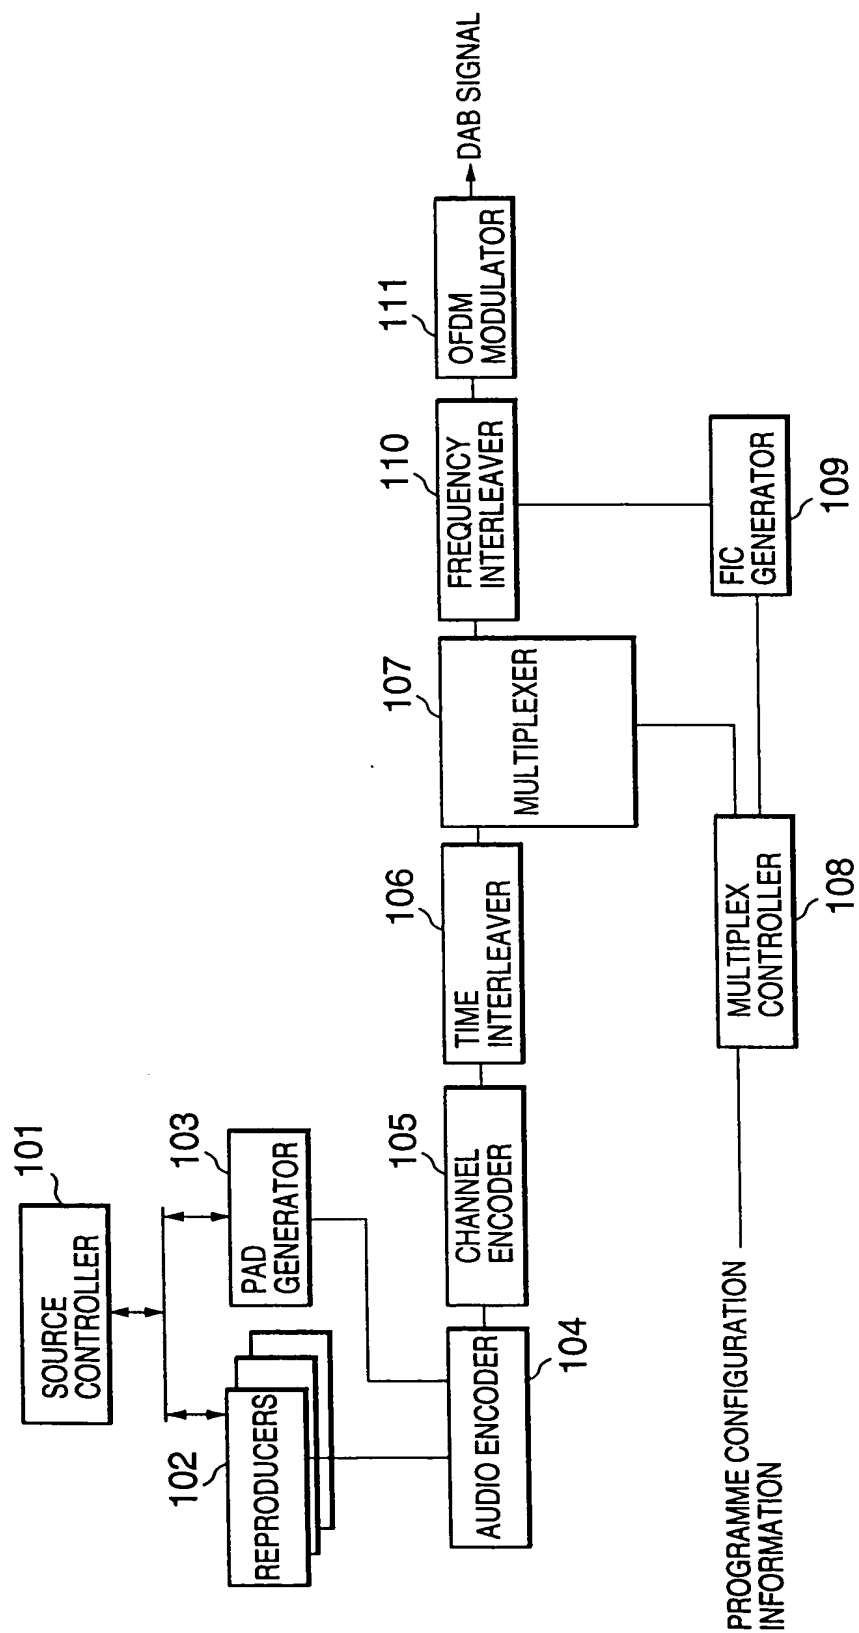 101
SOURCE
CONTROLLER
102
REPRODUCERS
103
PAD
GENERATOR
AUDIO ENCODER
104
105
CHANNEL
ENCODER
106
TIME
INTERLEAVER
107
MULTIPLEXER
110
FREQUENCY
INTERLEAVER
111
OFDM
MODULATOR
DAB SIGNAL
PROGRAMME CONFIGURATION
INFORMATION
MULTIPLEX
CONTROLLER
108
FIC
GENERATOR
109